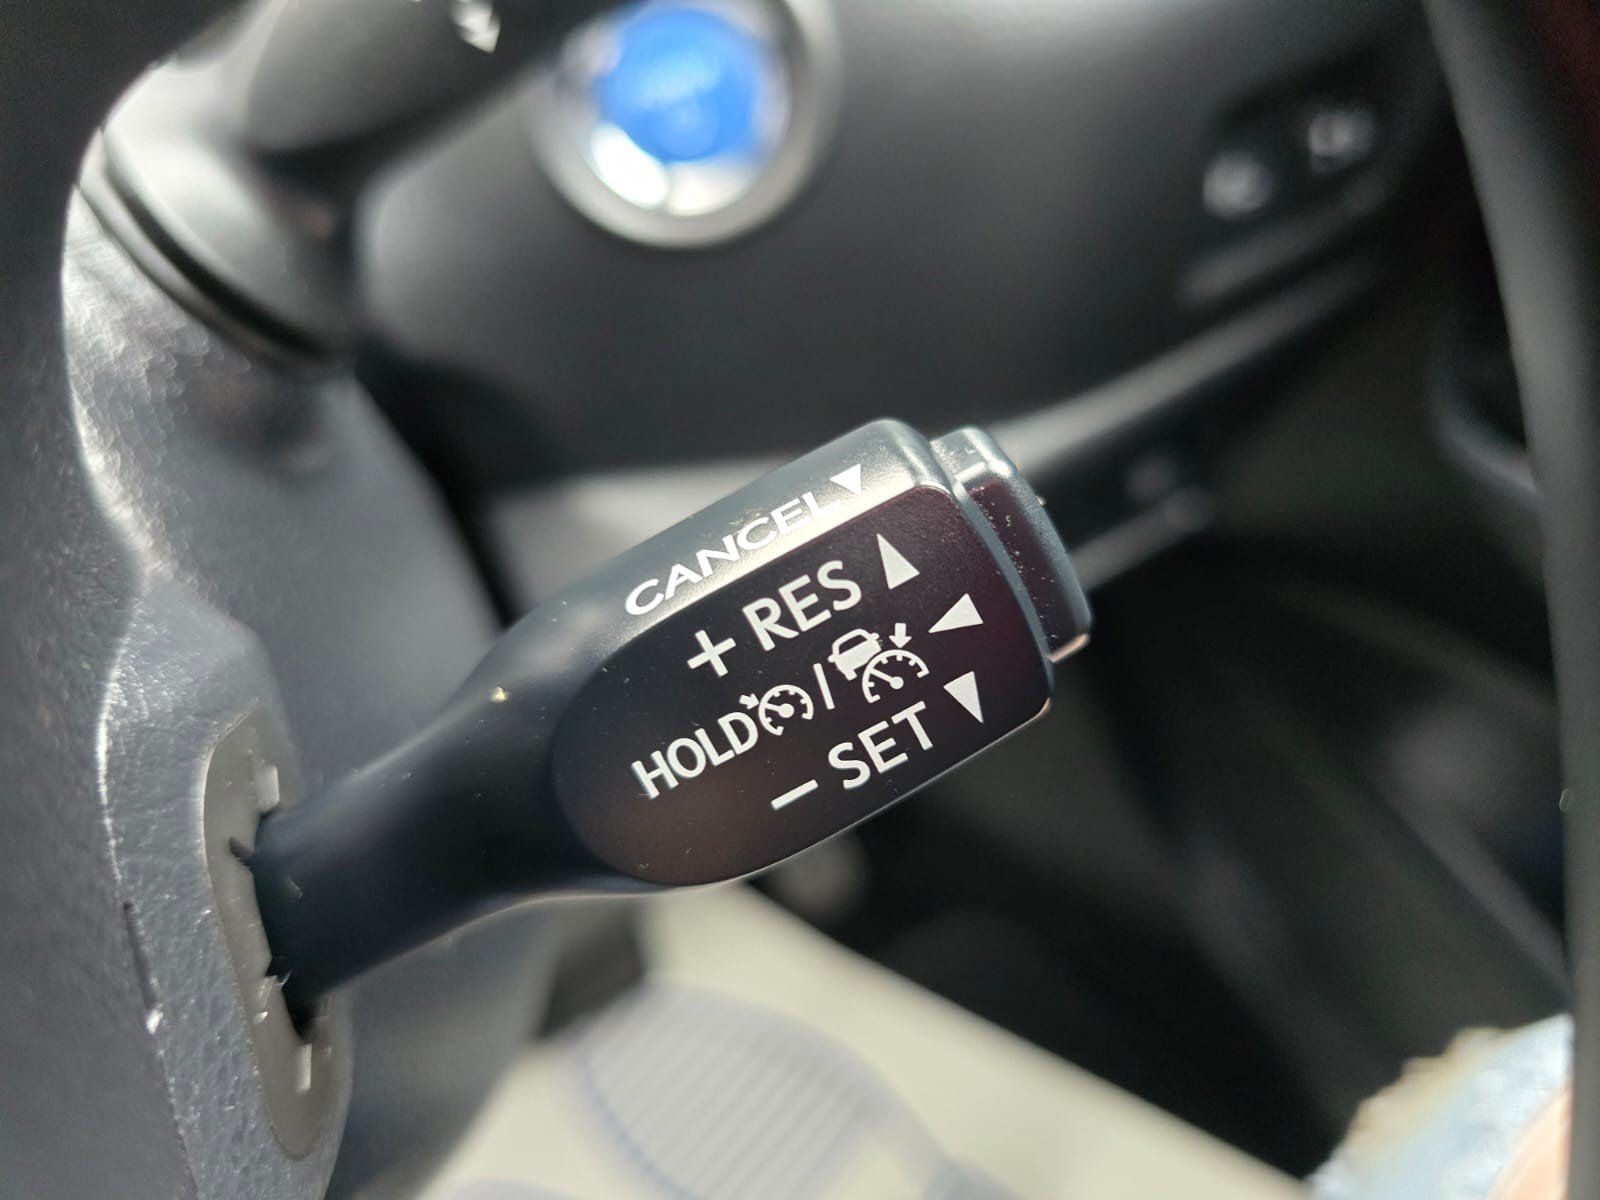 CANCEL
+ RES
HOLD /
- SET